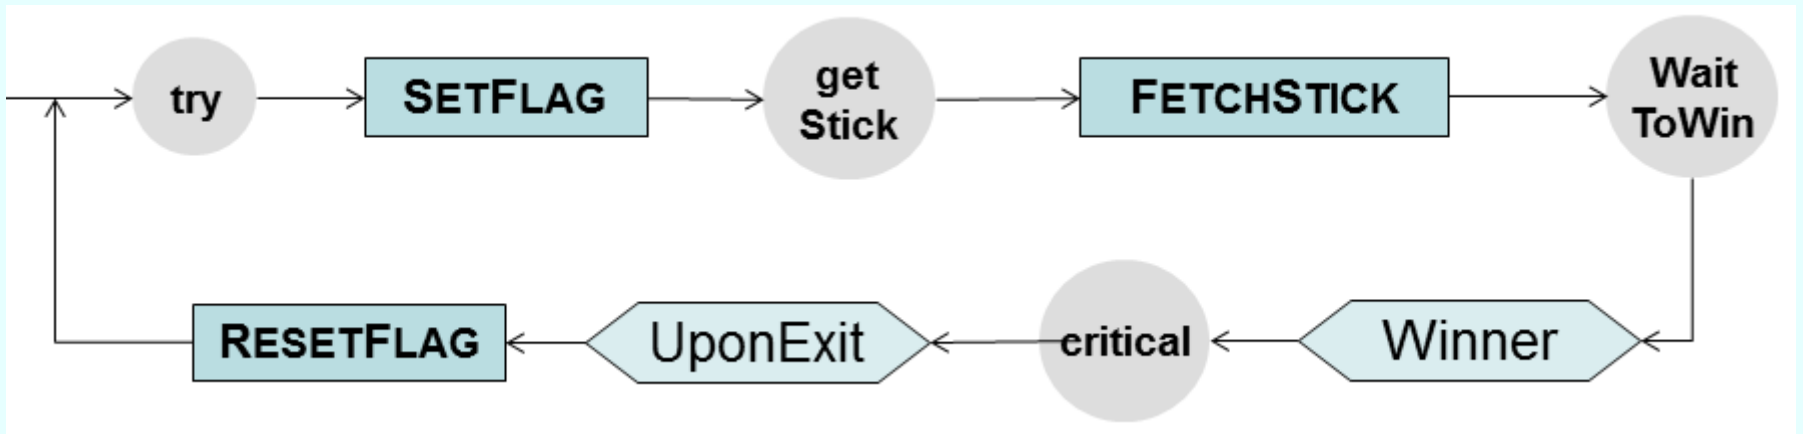 try
SETFLAG
get
Stick
FETCHSTICK
Wait
ToWin
RESETFLAG
UponExit
critical
Winner